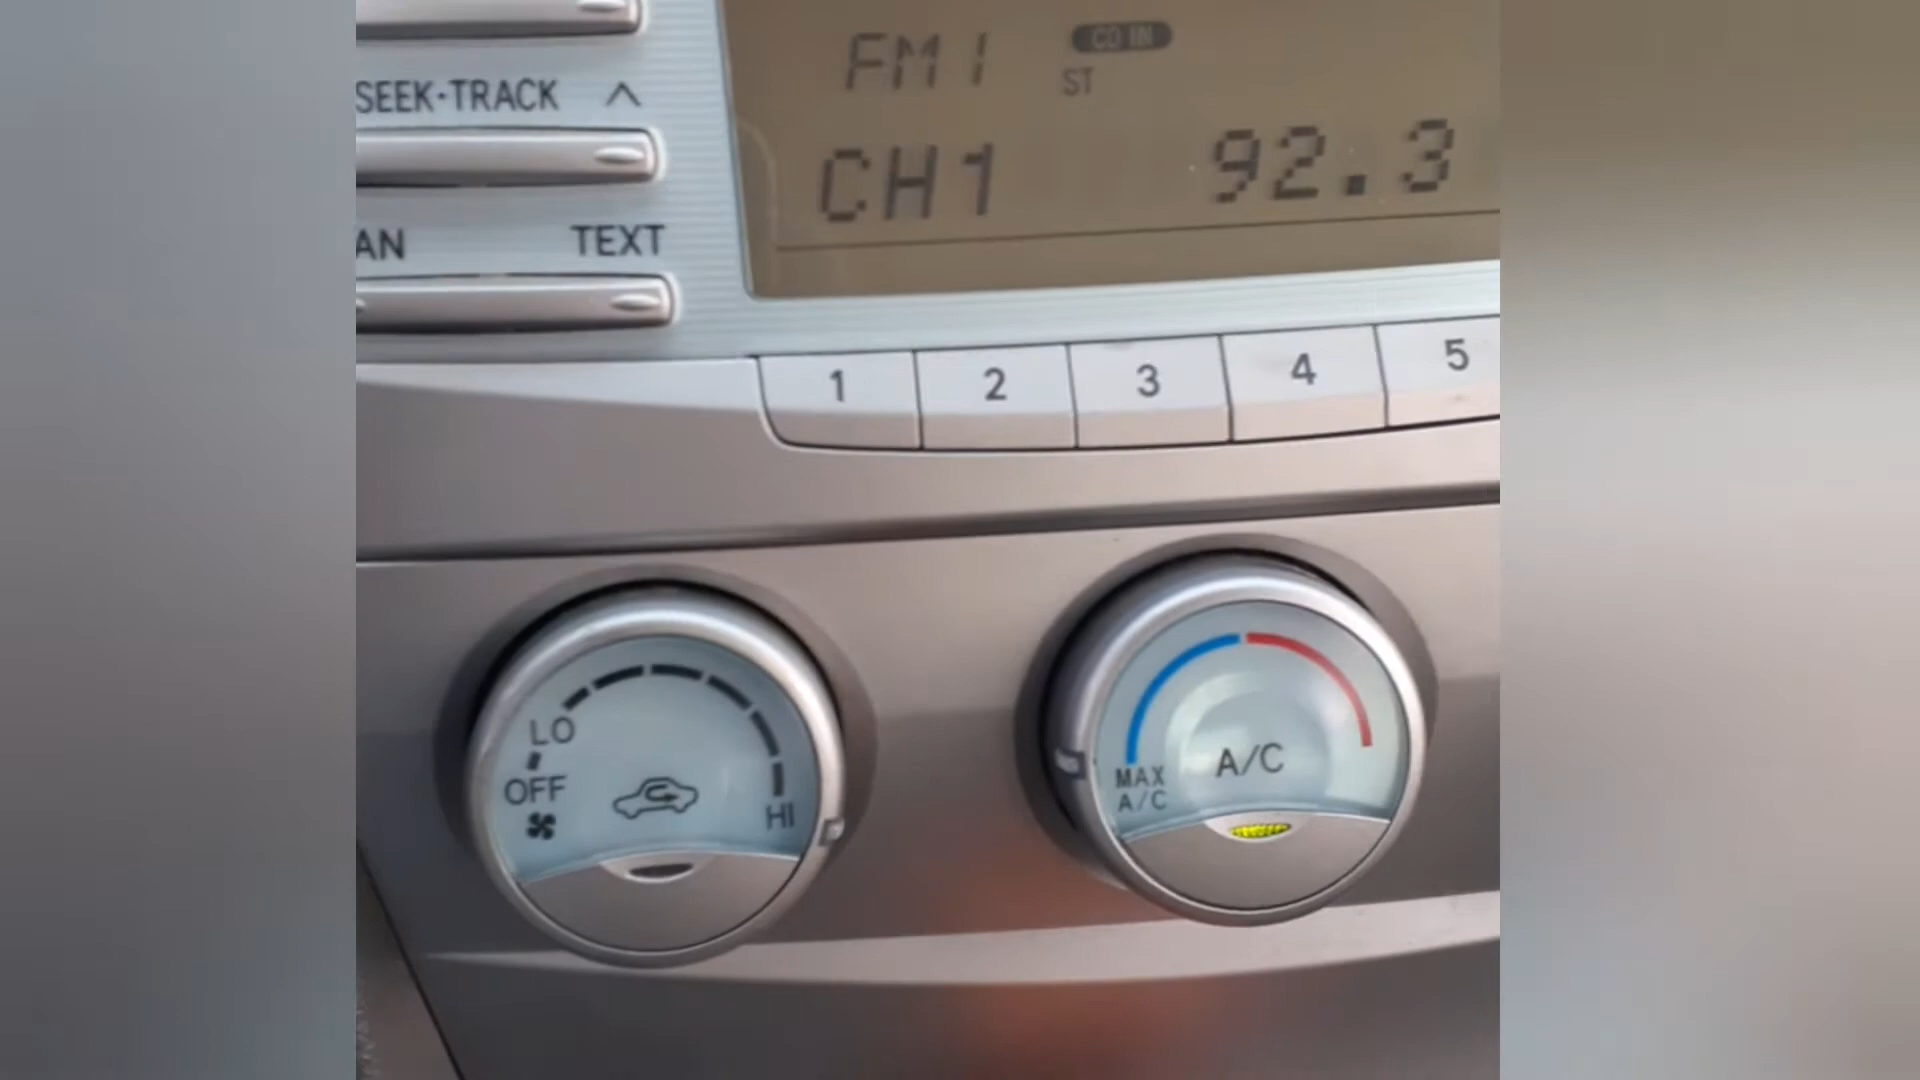 FM1 CD IN
ST
SEEK·TRACK ∧
CH1 92.3
AN TEXT
1 2 3 4 5
LO
OFF
HI
A/C
MAX
A/C